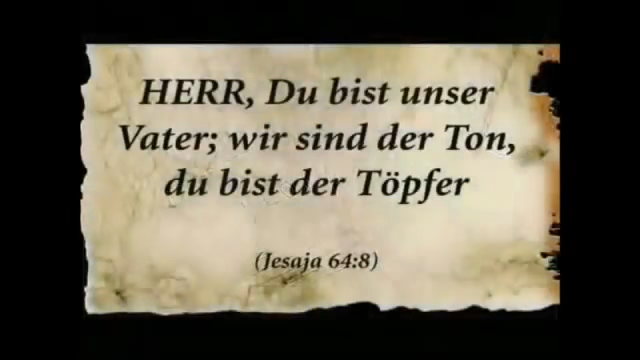 HERR, Du bist unser
Vater; wir sind der Ton,
du bist der Töpfer
(Jesaja 64:8)